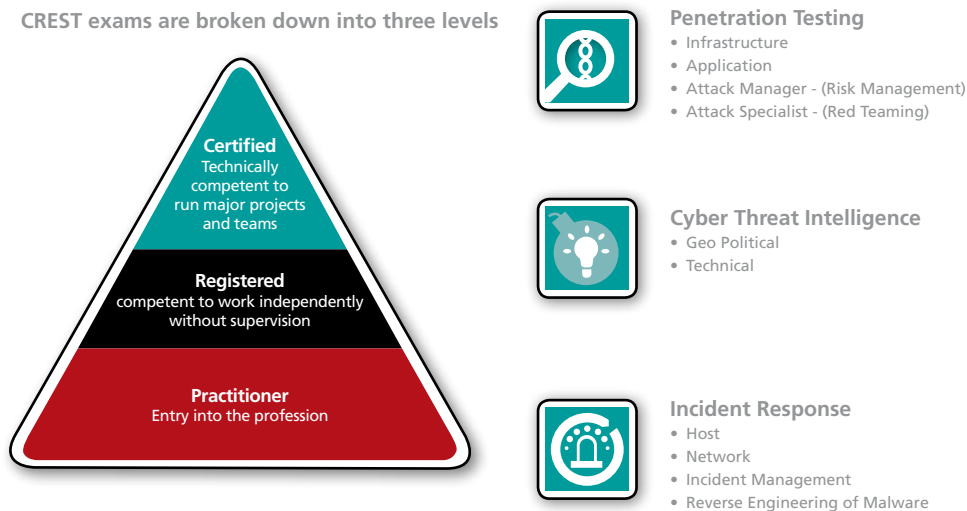 CREST exams are broken down into three levels
Certified
Technically
competent to
run major projects
and teams
Registered
competent to work independently
without supervision
Practitioner
Entry into the profession
Penetration Testing
• Infrastructure
• Application
• Attack Manager - (Risk Management)
• Attack Specialist - (Red Teaming)
Cyber Threat Intelligence
• Geo Political
• Technical
Incident Response
• Host
• Network
• Incident Management
• Reverse Engineering of Malware